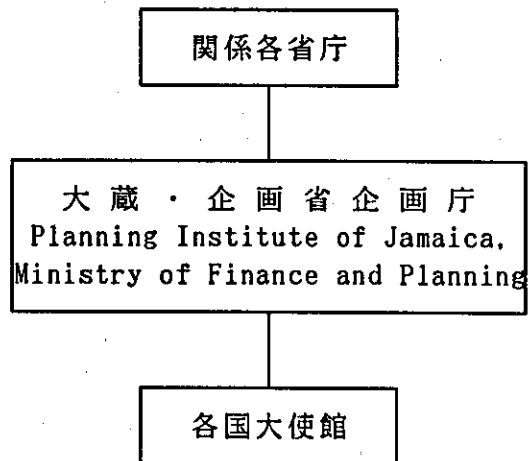 関係各省庁
大蔵・企画省企画庁
Planning Institute of Jamaica,
Ministry of Finance and Planning
各国大使館